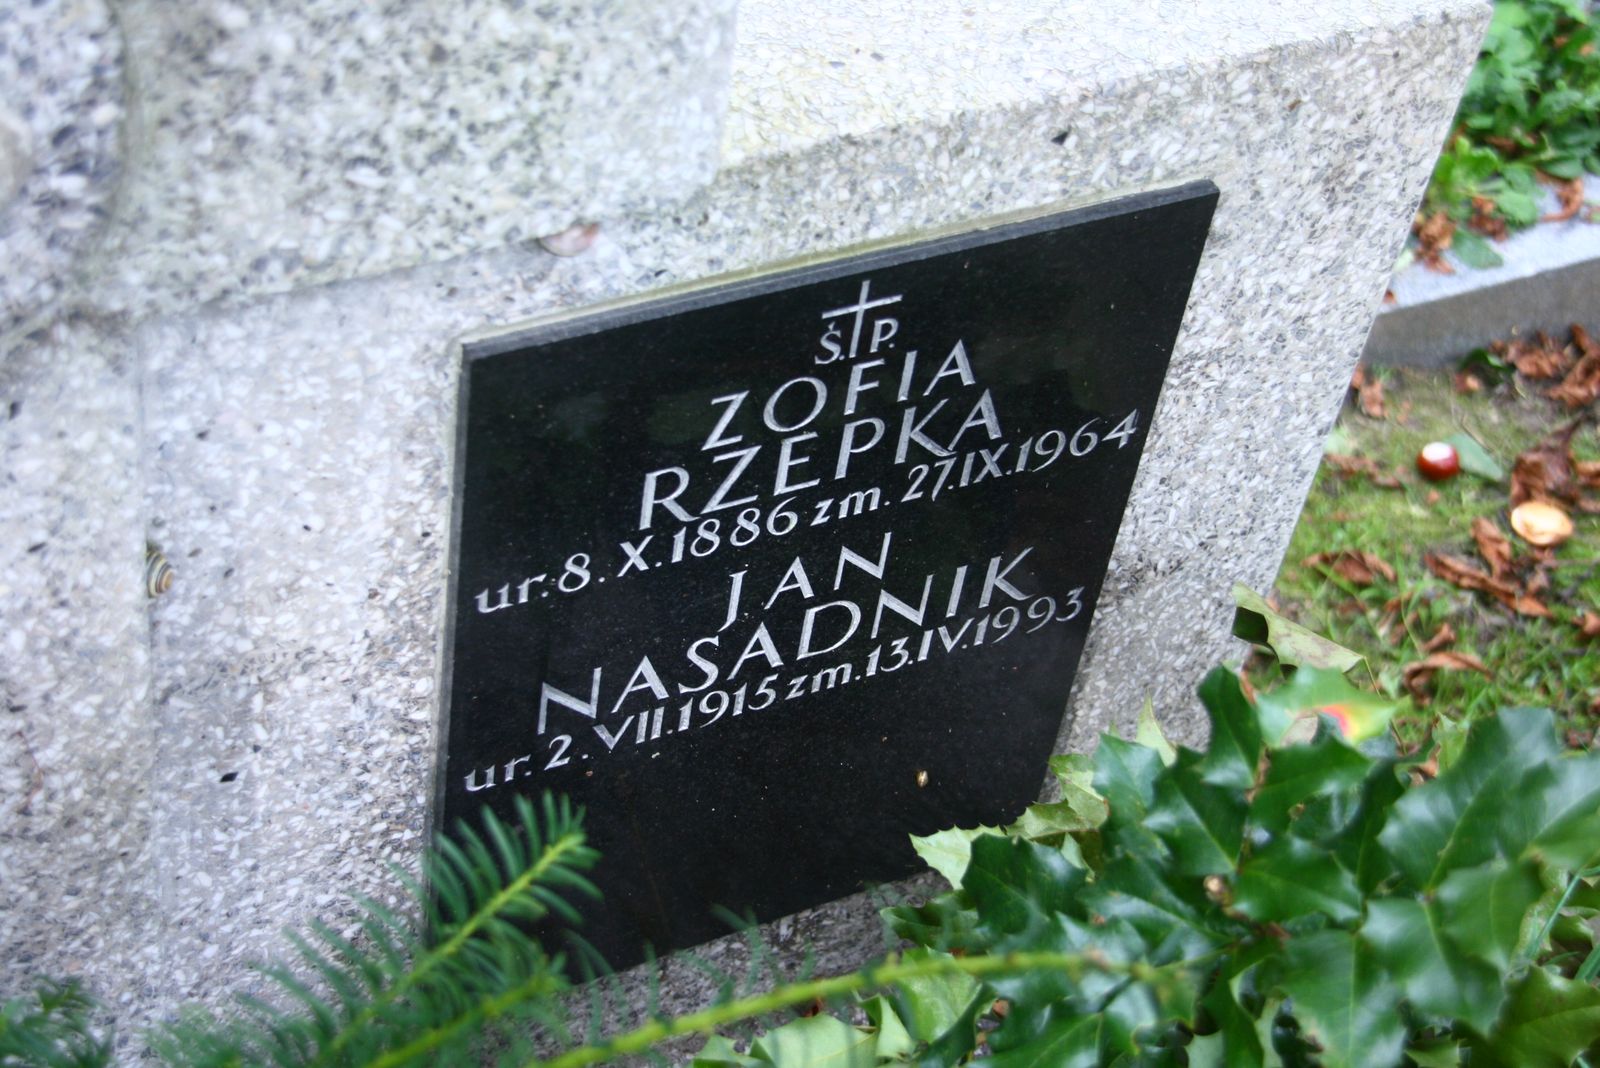 Ś.P.
ZOFIA
RZEPKA
ur. 8. X. 1886 zm. 27.IX.1964
JAN
NASADNIK
ur. 2. VII. 1915 zm. 13.IV.1993